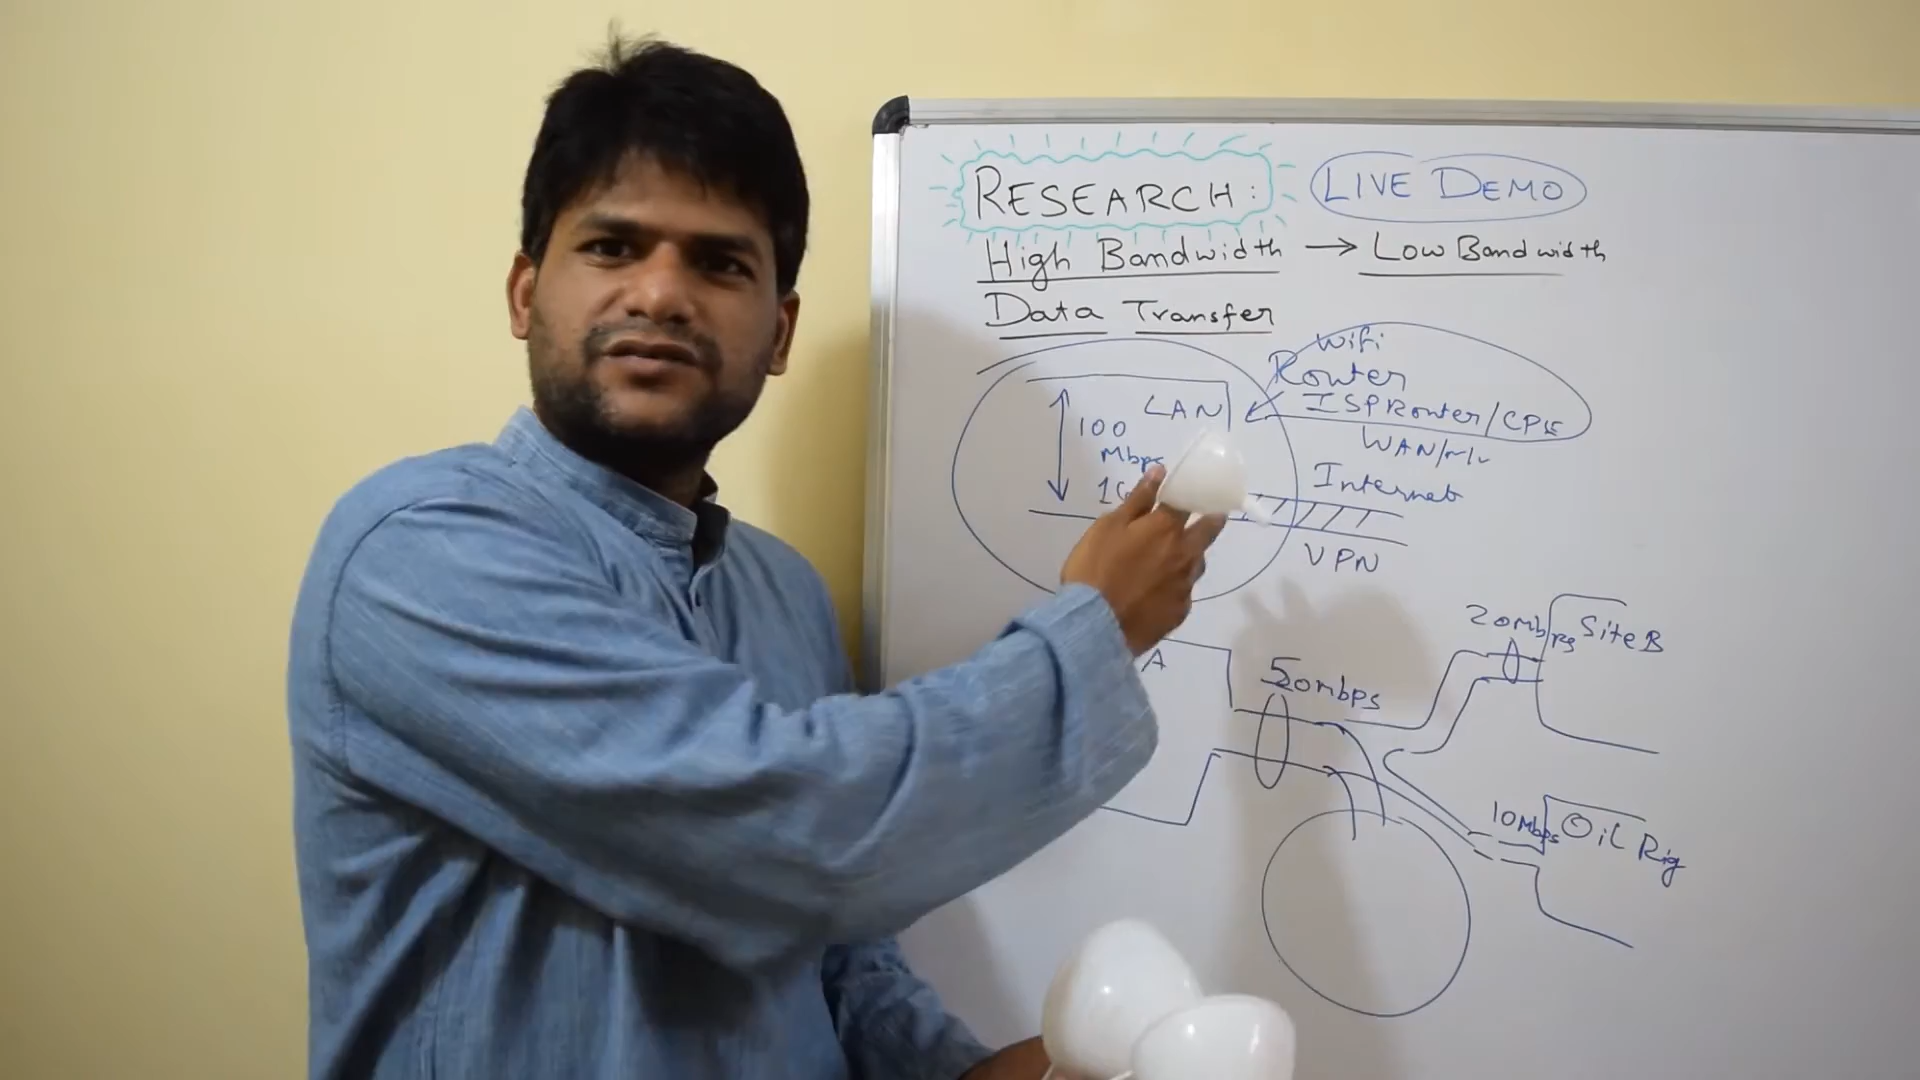 RESEARCH: LIVE DEMO
High Bandwidth → Low Bandwidth
Data Transfer
Wifi
Router
ISP Router/CPE
LAN
100
Mbps
WAN
Internet
VPN
A
50mbps
20mbps
Site B
10Mbps
Oil Rig